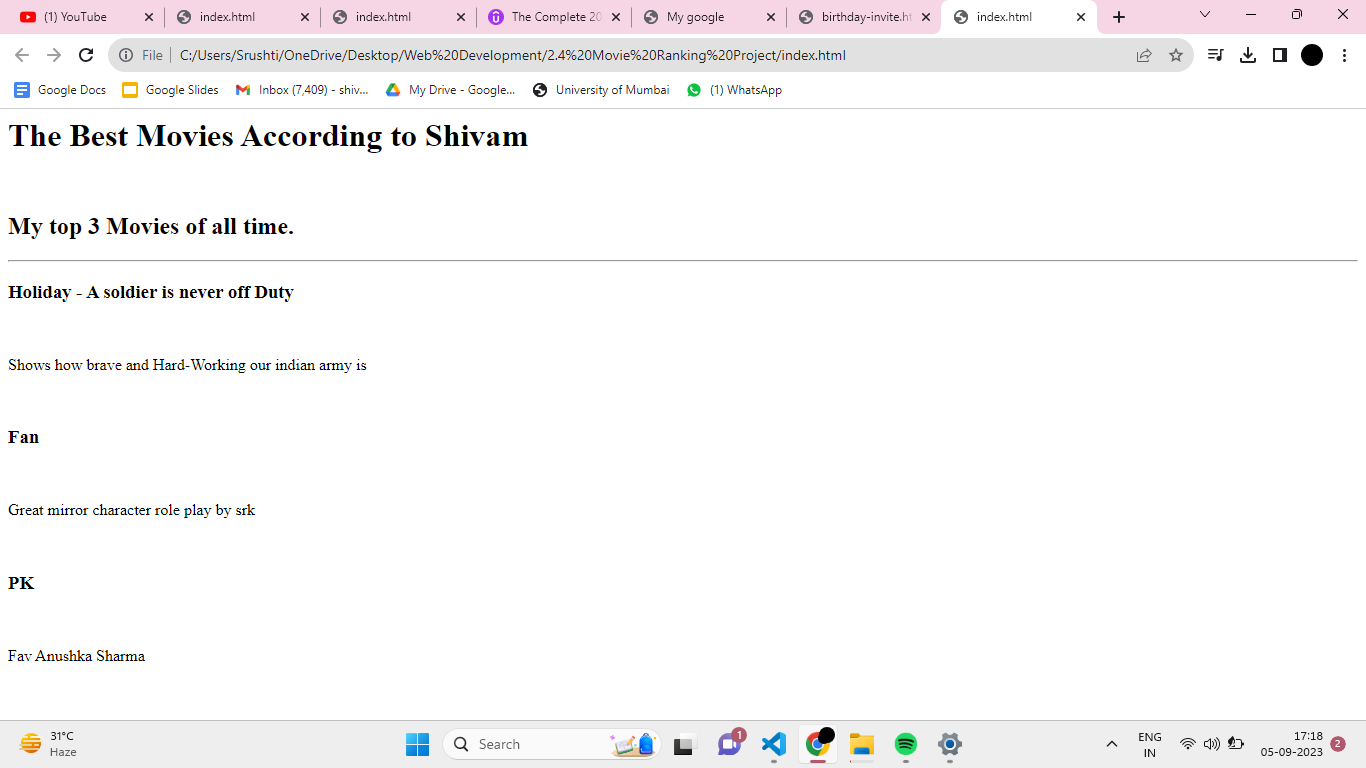 (1) YouTube
index.html
index.html
The Complete 20
My google
birthday-invite.ht
index.html
File
C:/Users/Srushti/OneDrive/Desktop/Web%20Development/2.4%20Movie%20Ranking%20Project/index.html
Google Docs
Google Slides
Inbox (7,409) - shiv...
My Drive - Google...
University of Mumbai
(1) WhatsApp
The Best Movies According to Shivam
My top 3 Movies of all time.
Holiday - A soldier is never off Duty
Shows how brave and Hard-Working our indian army is
Fan
Great mirror character role play by srk
PK
Fav Anushka Sharma
31°C
Haze
Search
1
ENG
IN
17:18
05-09-2023
2